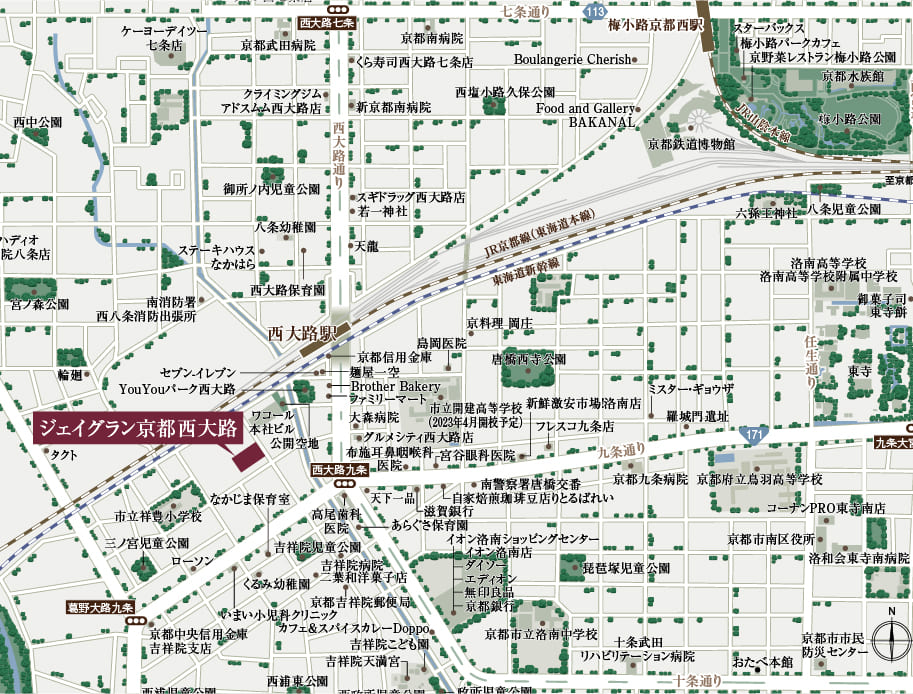 七条通り
113
西大路七条
ケーヨーデイツー
七条店
京都武田病院
京都南病院
くら寿司西大路七条店
Boulangerie Cherish
梅小路京都西駅
スターバックス
梅小路パークカフェ
京野菜レストラン梅小路公園
京都水族館
クライミングジム
アドスムム西大路店
新京都南病院
西塩小路久保公園
Food and Gallery
BAKANAL
JR山陰本線
梅小路公園
西中公園
西大路通り
京都鉄道博物館
至京都
御所ノ内児童公園
スギドラッグ西大路店
若一神社
六孫王神社
八条児童公園
八条幼稚園
JR京都線(東海道本線)
東海道新幹線
ハディオ
院八条店
ステーキハウス
なかはら
天龍
洛南高等学校
洛南高等学校附属中学校
西大路保育園
宮ノ森公園
南消防署
西八条消防出張所
御菓子司
東寺餅
西大路駅
京料理 岡庄
島岡医院
壬生通り
京都信用金庫
唐橋西寺公園
輪廻
セブン-イレブン
麺屋一空
東寺
YouYouパーク西大路
Brother Bakery
ファミリーマート
ミスター・ギョウザ
ジェイグラン京都西大路
ワコール
本社ビル
公開空地
大森病院
市立開建高等学校
(2023年4月開校予定)
新鮮激安市場!洛南店
羅城門遺址
フレスコ九条店
171
グルメシティ西大路店
九条通り
タクト
布施耳鼻咽喉科
医院
宮谷眼科医院
西大路九条
南警察署唐橋交番
京都九条病院
京都府立鳥羽高等学校
なかじま保育室
天下一品
自家焙煎珈琲豆店りとるぱれい
滋賀銀行
コーナンPRO東寺南店
市立祥豊小学校
高尾歯科
医院
あらぐさ保育園
三ノ宮児童公園
吉祥院児童公園
イオン洛南ショッピングセンター
イオン洛南店
京都市南区役所
ローソン
吉祥院病院
ダイソー
洛和会東寺南病院
くるみ幼稚園
二葉和洋菓子店
エディオン
琵琶塚児童公園
無印良品
葛野大路九条
京都吉祥院郵便局
京都銀行
いまい小児科クリニック
カフェ&スパイスカレーDoppo
京都中央信用金庫
吉祥院支店
京都市立洛南中学校
吉祥院こども園
十条武田
リハビリテーション病院
京都市市民
防災センター
N
吉祥院天満宮
おたべ本館
西浦東公園
十条通り